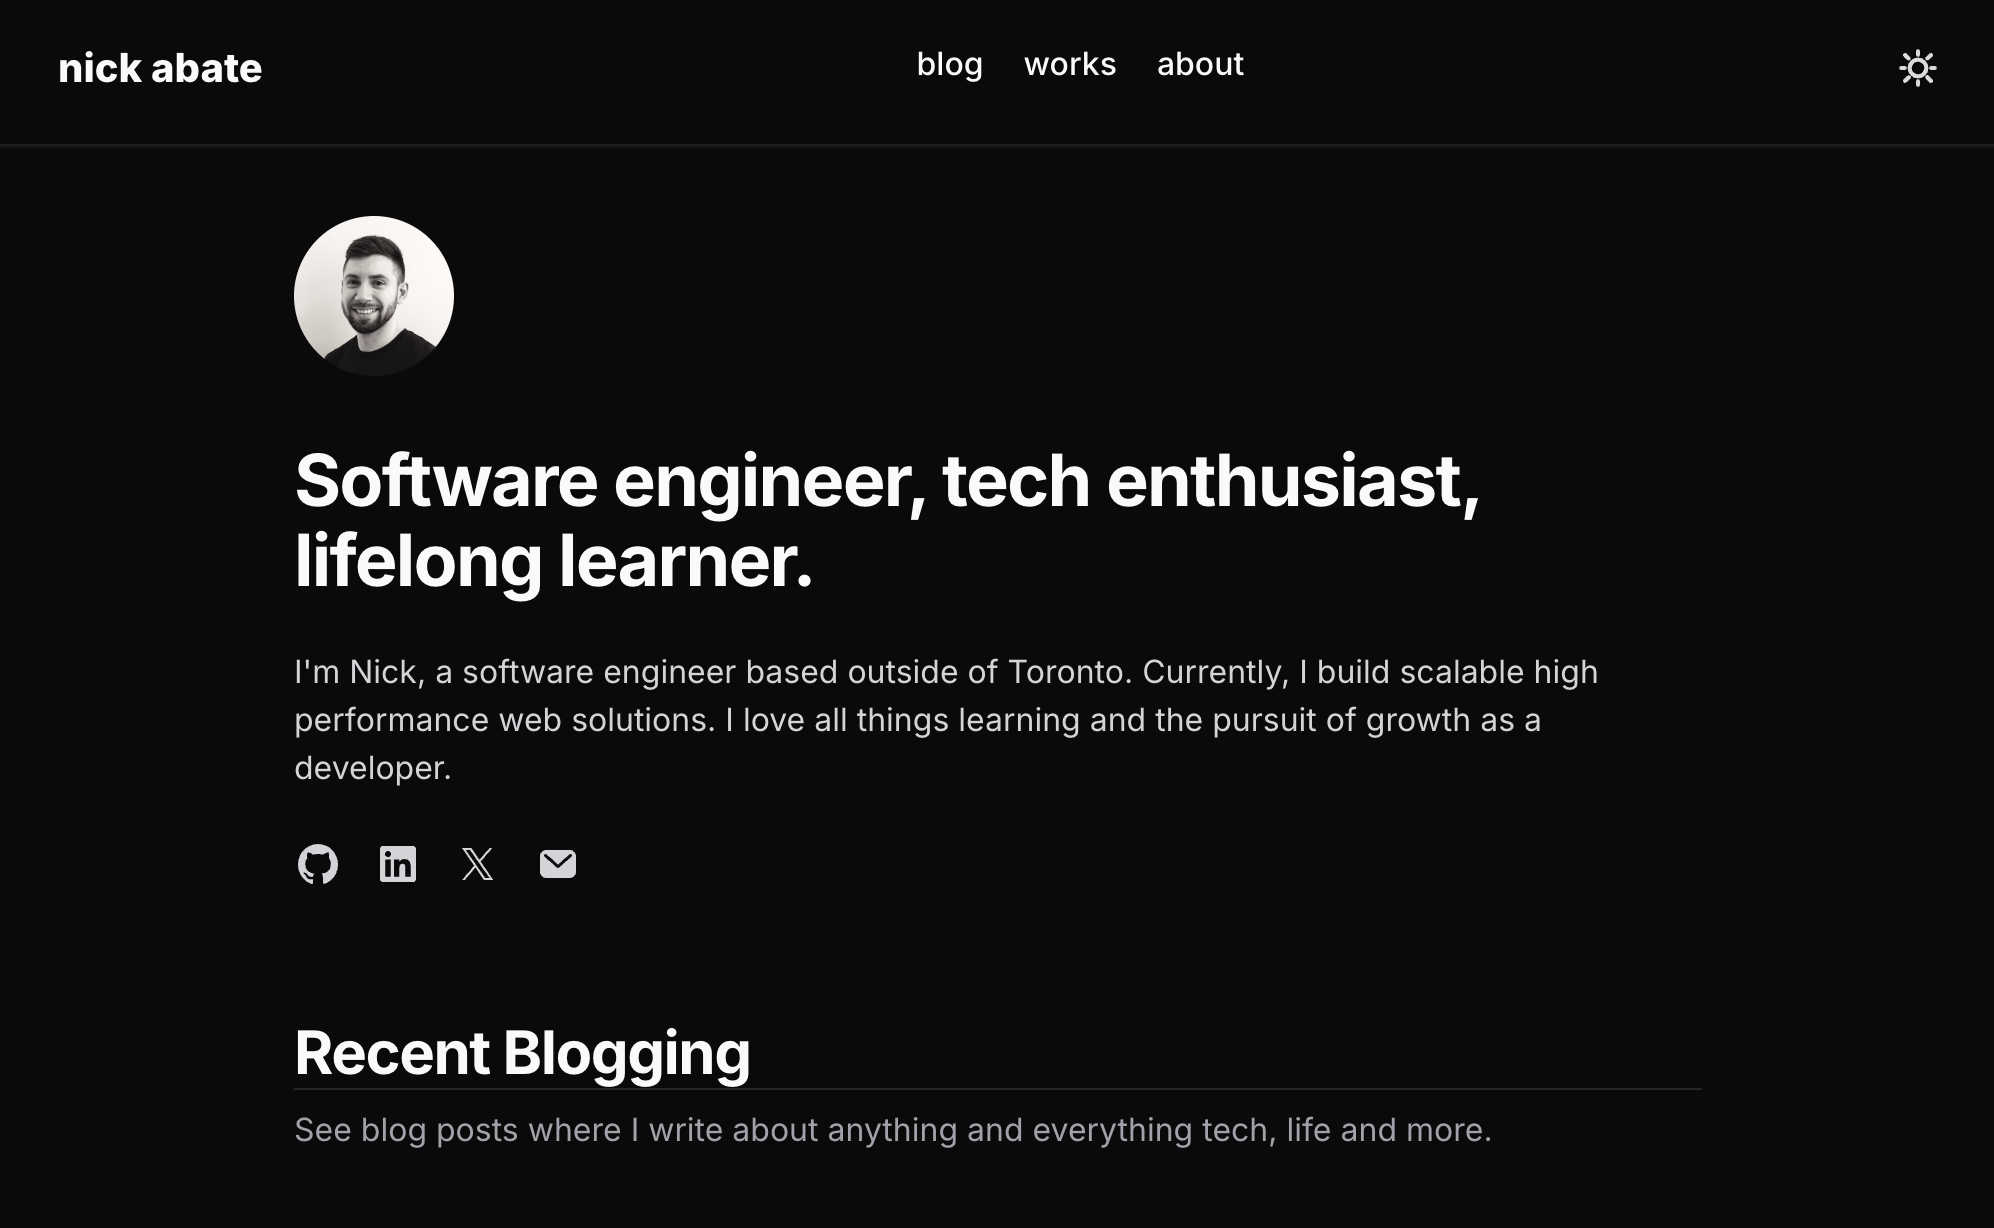 nick abate
blog works about
Software engineer, tech enthusiast,
lifelong learner.
I'm Nick, a software engineer based outside of Toronto. Currently, I build scalable high
performance web solutions. I love all things learning and the pursuit of growth as a
developer.
Recent Blogging
See blog posts where I write about anything and everything tech, life and more.